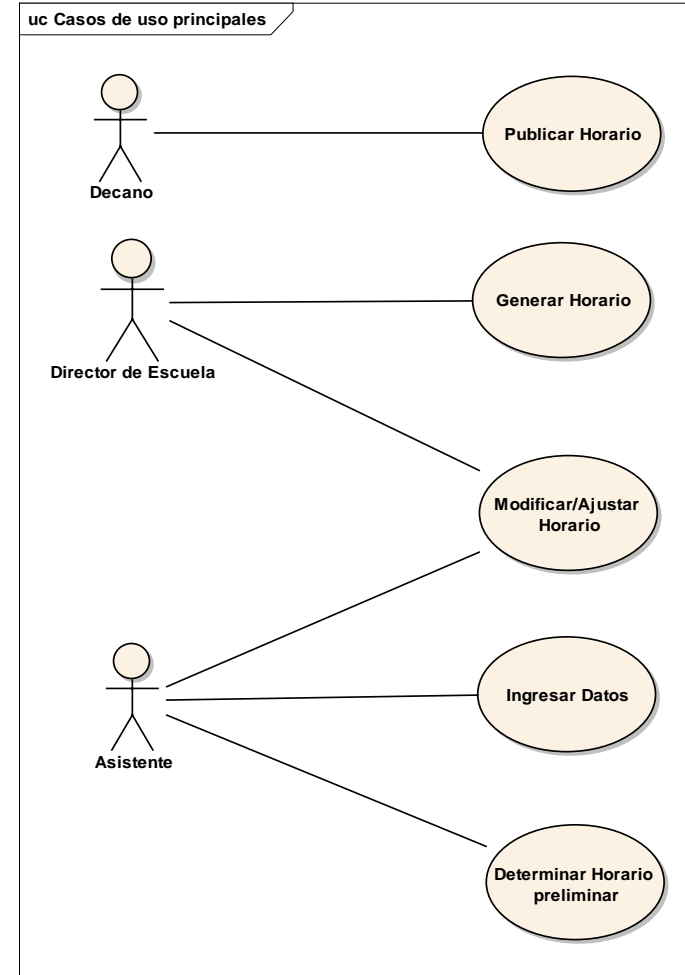 uc Casos de uso principales
Decano
Publicar Horario
Director de Escuela
Generar Horario
Modificar/Ajustar
Horario
Asistente
Ingresar Datos
Determinar Horario
preliminar